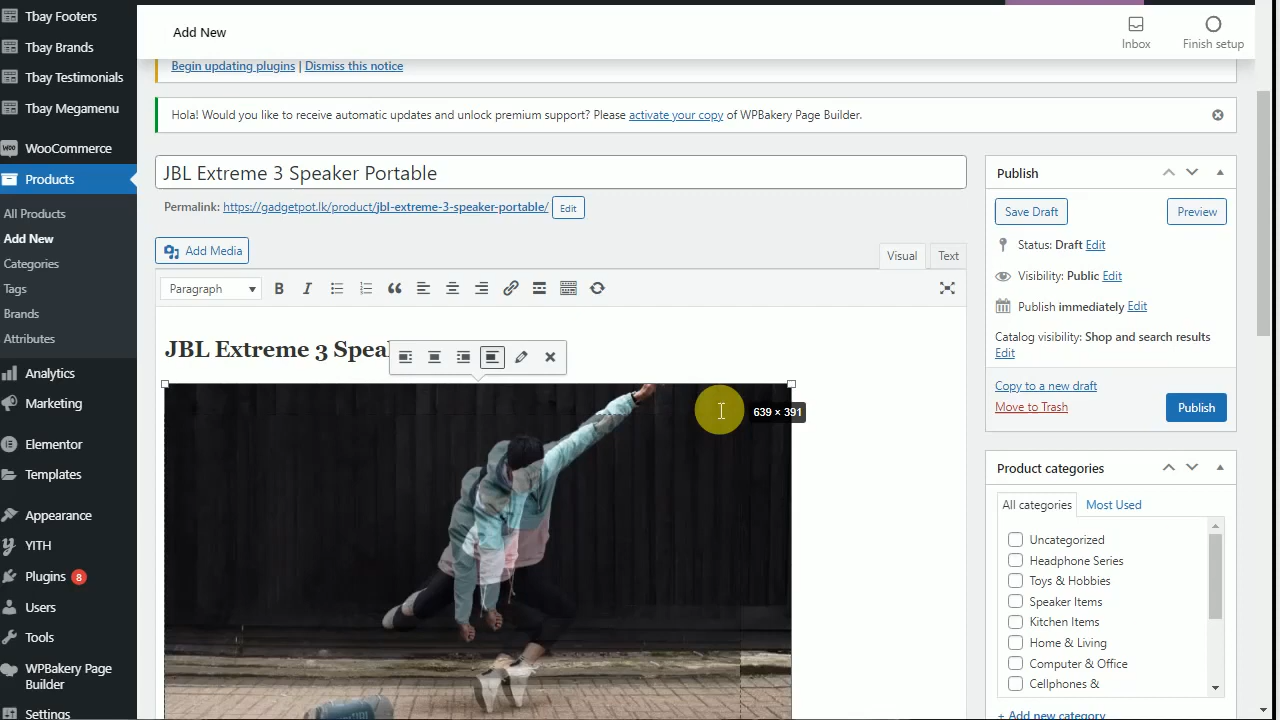 Tbay Footers
Tbay Brands
Tbay Testimonials
Tbay Megamenu
WooCommerce
Products
All Products
Add New
Categories
Tags
Brands
Attributes
Analytics
Marketing
Elementor
Templates
Appearance
YITH
Plugins 8
Users
Tools
WPBakery Page
Builder
Settings
Add New
Inbox
Finish setup
Begin updating plugins | Dismiss this notice
Hola! Would you like to receive automatic updates and unlock premium support? Please activate your copy of WPBakery Page Builder.
JBL Extreme 3 Speaker Portable
Permalink: https://gadgetpot.lk/product/jbl-extreme-3-speaker-portable/ Edit
Add Media
Visual Text
Paragraph B I
JBL Extreme 3
639 × 391
Publish
Save Draft Preview
Status: Draft Edit
Visibility: Public Edit
Publish immediately Edit
Catalog visibility: Shop and search results
Edit
Copy to a new draft
Move to Trash
Publish
Product categories
All categories Most Used
Uncategorized
Headphone Series
Toys & Hobbies
Speaker Items
Kitchen Items
Home & Living
Computer & Office
Cellphones &
+ Add new category